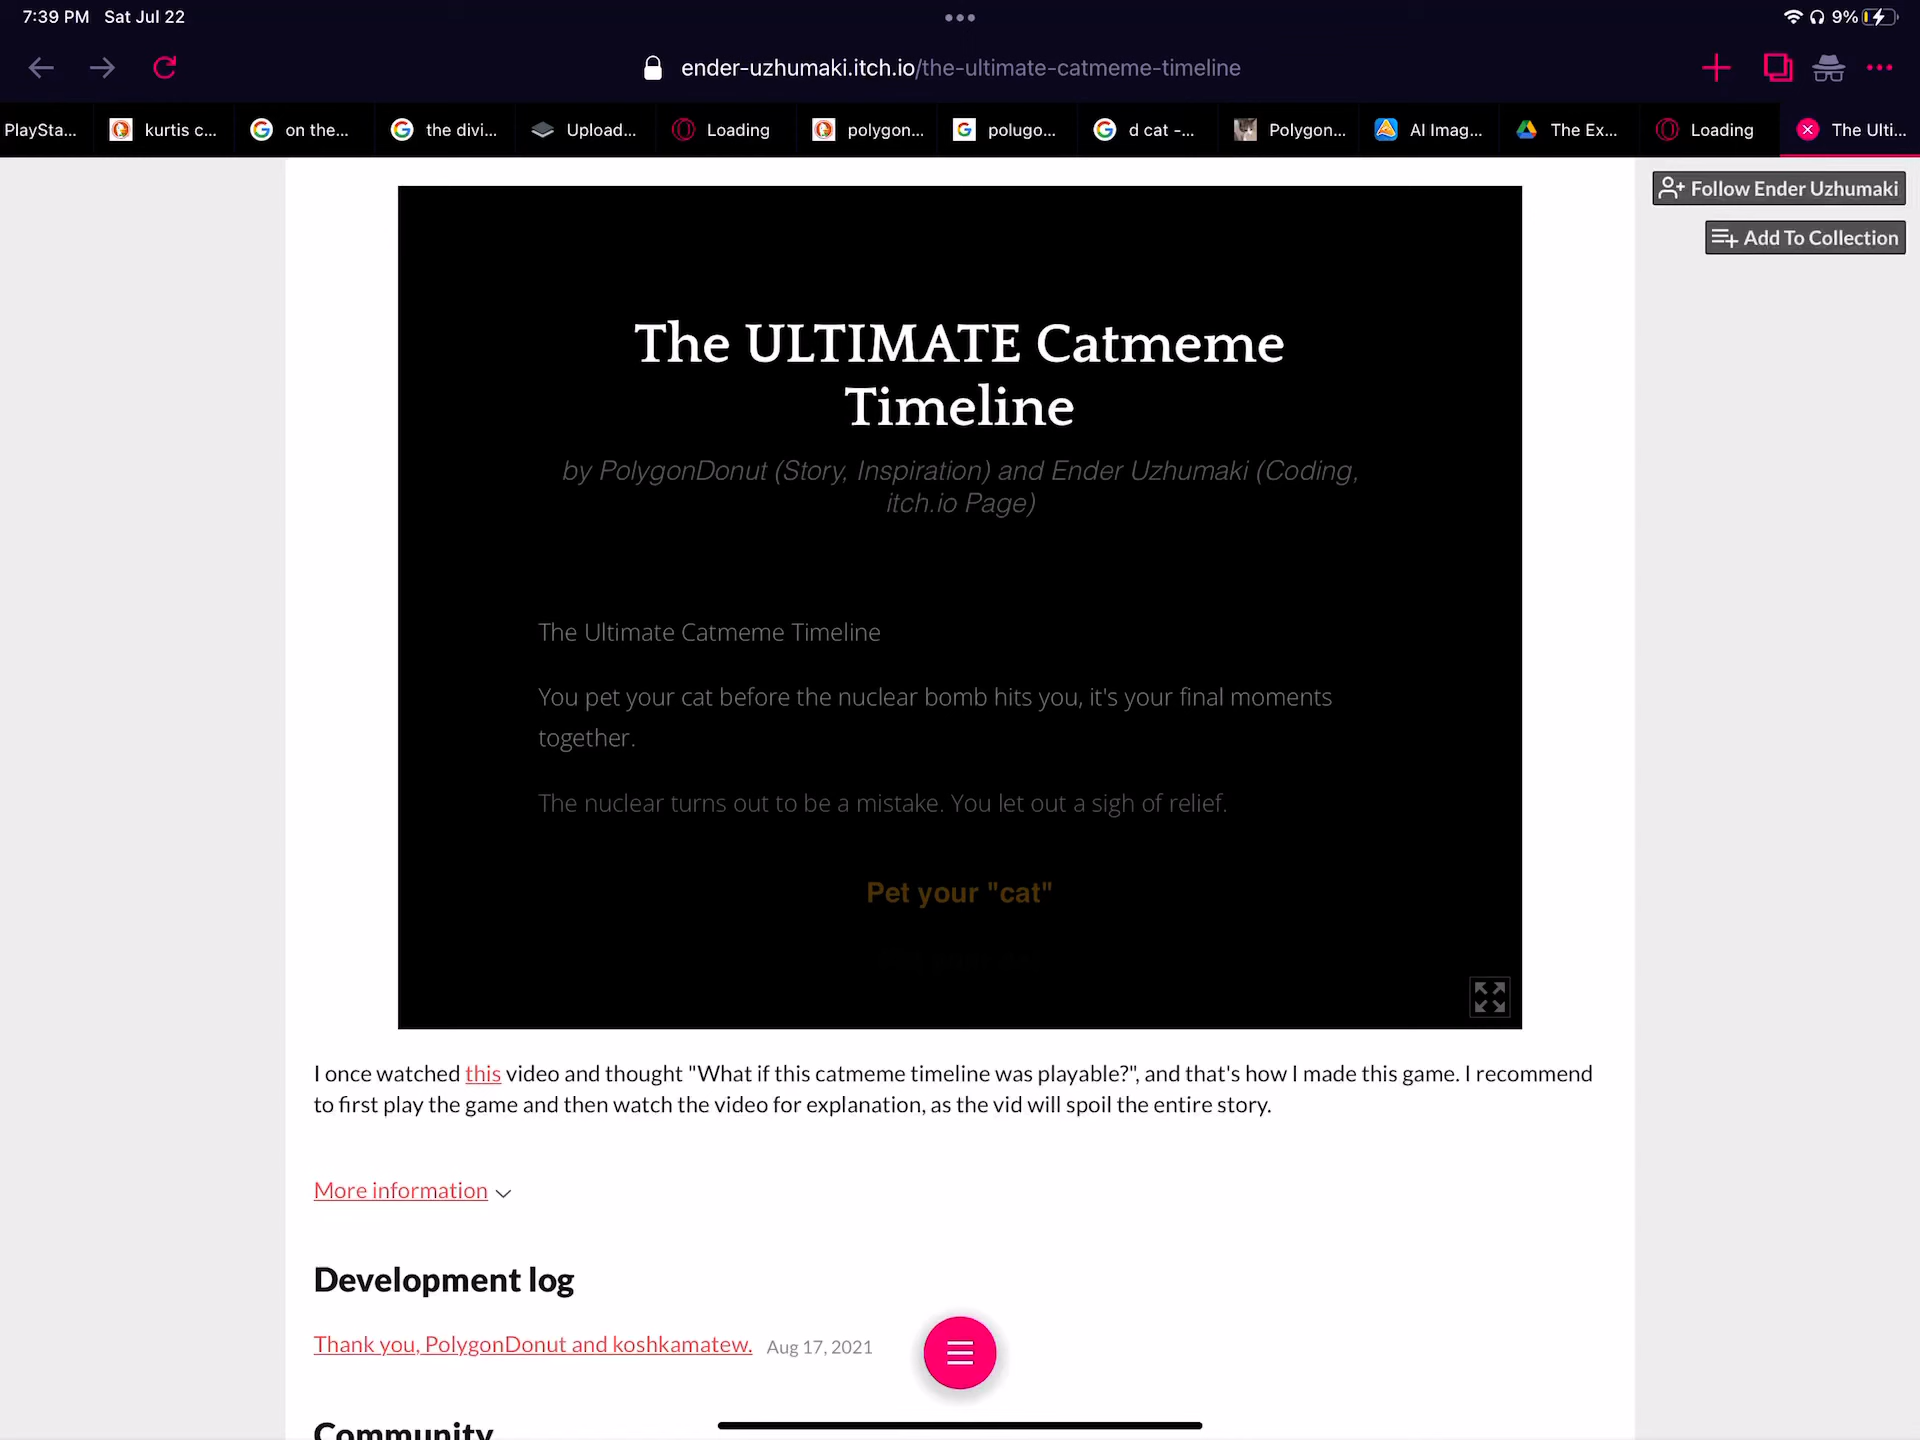 7:39 PM Sat Jul 22
9%
ender-uzhumaki.itch.io/the-ultimate-catmeme-timeline
PlaySta... kurtis c... on the... the divi... Upload... Loading polygon... polugo... d cat -... Polygon... AI Imag... The Ex... Loading The Ulti...
Follow Ender Uzhumaki
Add To Collection
The ULTIMATE Catmeme
Timeline
by PolygonDonut (Story, Inspiration) and Ender Uzhumaki (Coding,
itch.io Page)
The Ultimate Catmeme Timeline
You pet your cat before the nuclear bomb hits you, it's your final moments
together.
The nuclear turns out to be a mistake. You let out a sigh of relief.
Pet your "cat"
I once watched this video and thought "What if this catmeme timeline was playable?", and that's how I made this game. I recommend
to first play the game and then watch the video for explanation, as the vid will spoil the entire story.
More information
Development log
Thank you, PolygonDonut and koshkamatew. Aug 17, 2021
Community